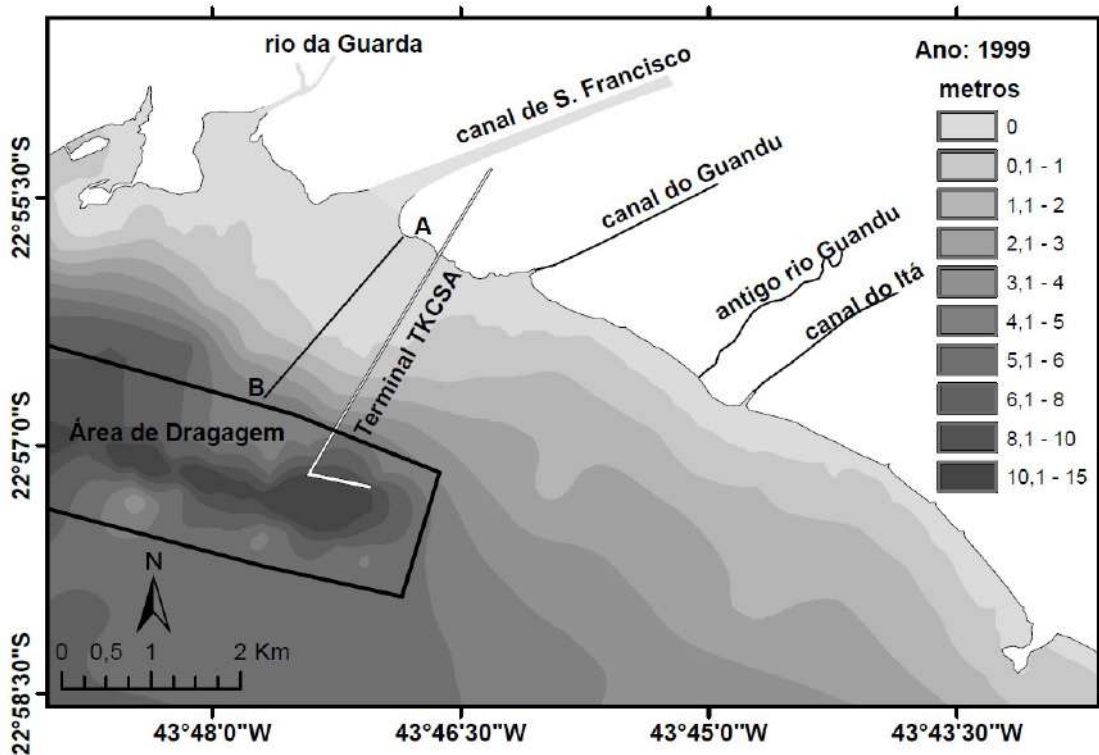 rio da Guarda
canal de S. Francisco
canal do Guandu
antigo rio Guandu
canal do Itá
Ano: 1999
metros
0
0,1 - 1
1,1 - 2
2,1 - 3
3,1 - 4
4,1 - 5
5,1 - 6
6,1 - 8
8,1 - 10
10,1 - 15
A
B
Terminal TKCSA
Área de Dragagem
N
0 0,5 1 2 Km
22°55'30"S
22°57'0"S
22°58'30"S
43°48'0"W
43°46'30"W
43°45'0"W
43°43'30"W